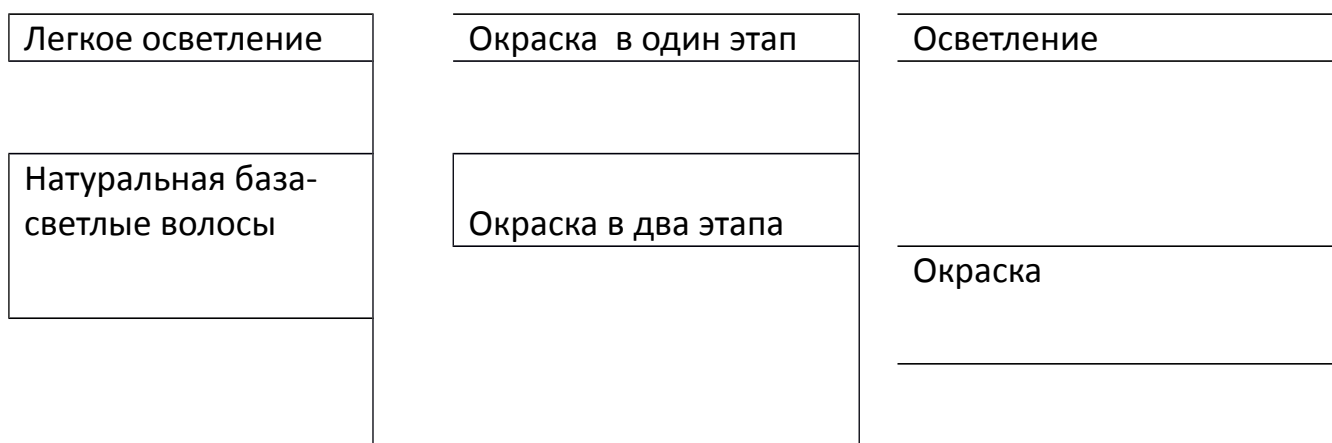 Легкое осветление
Окраска  в один этап
Осветление
Натуральная база-
светлые волосы
Окраска в два этапа
Окраска